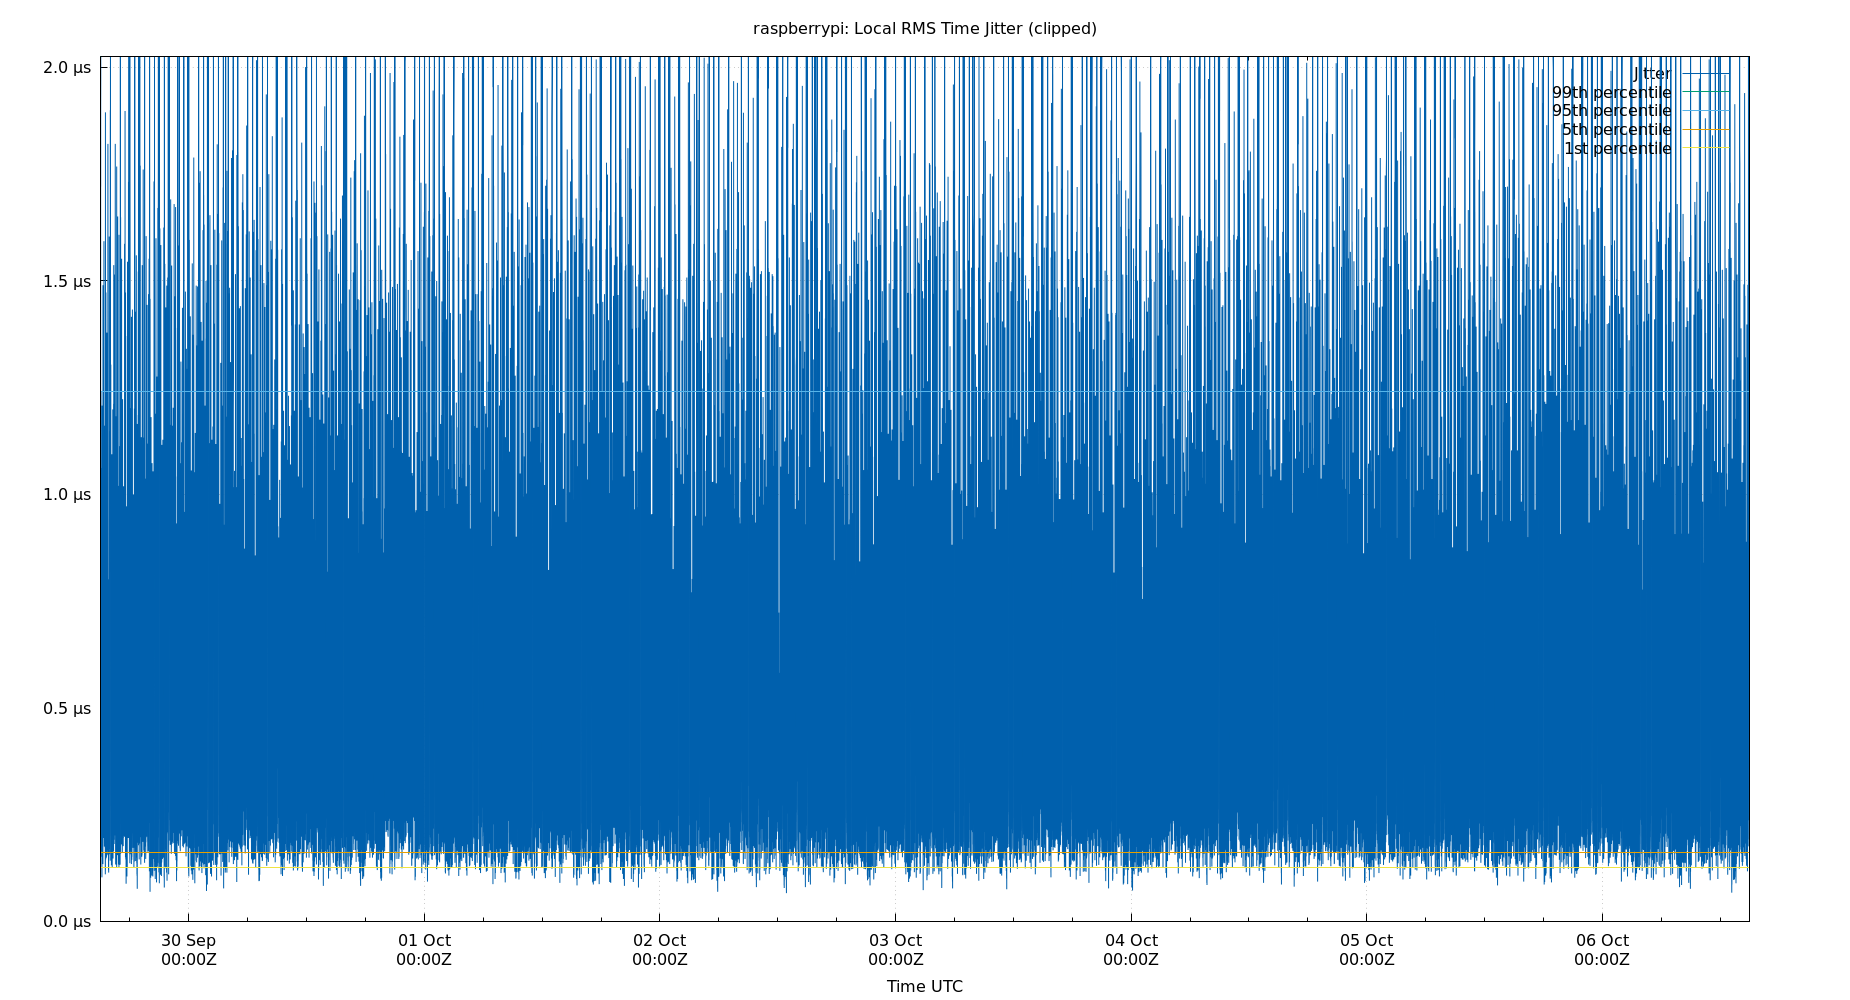 raspberrypi: Local RMS Time Jitter (clipped)
2.0 µs
1.5 µs
1.0 µs
0.5 µs
0.0 µs
Jitter
99th percentile
95th percentile
5th percentile
1st percentile
30 Sep 01 Oct 02 Oct 03 Oct 04 Oct 05 Oct 06 Oct
00:00Z 00:00Z 00:00Z 00:00Z 00:00Z 00:00Z 00:00Z
Time UTC